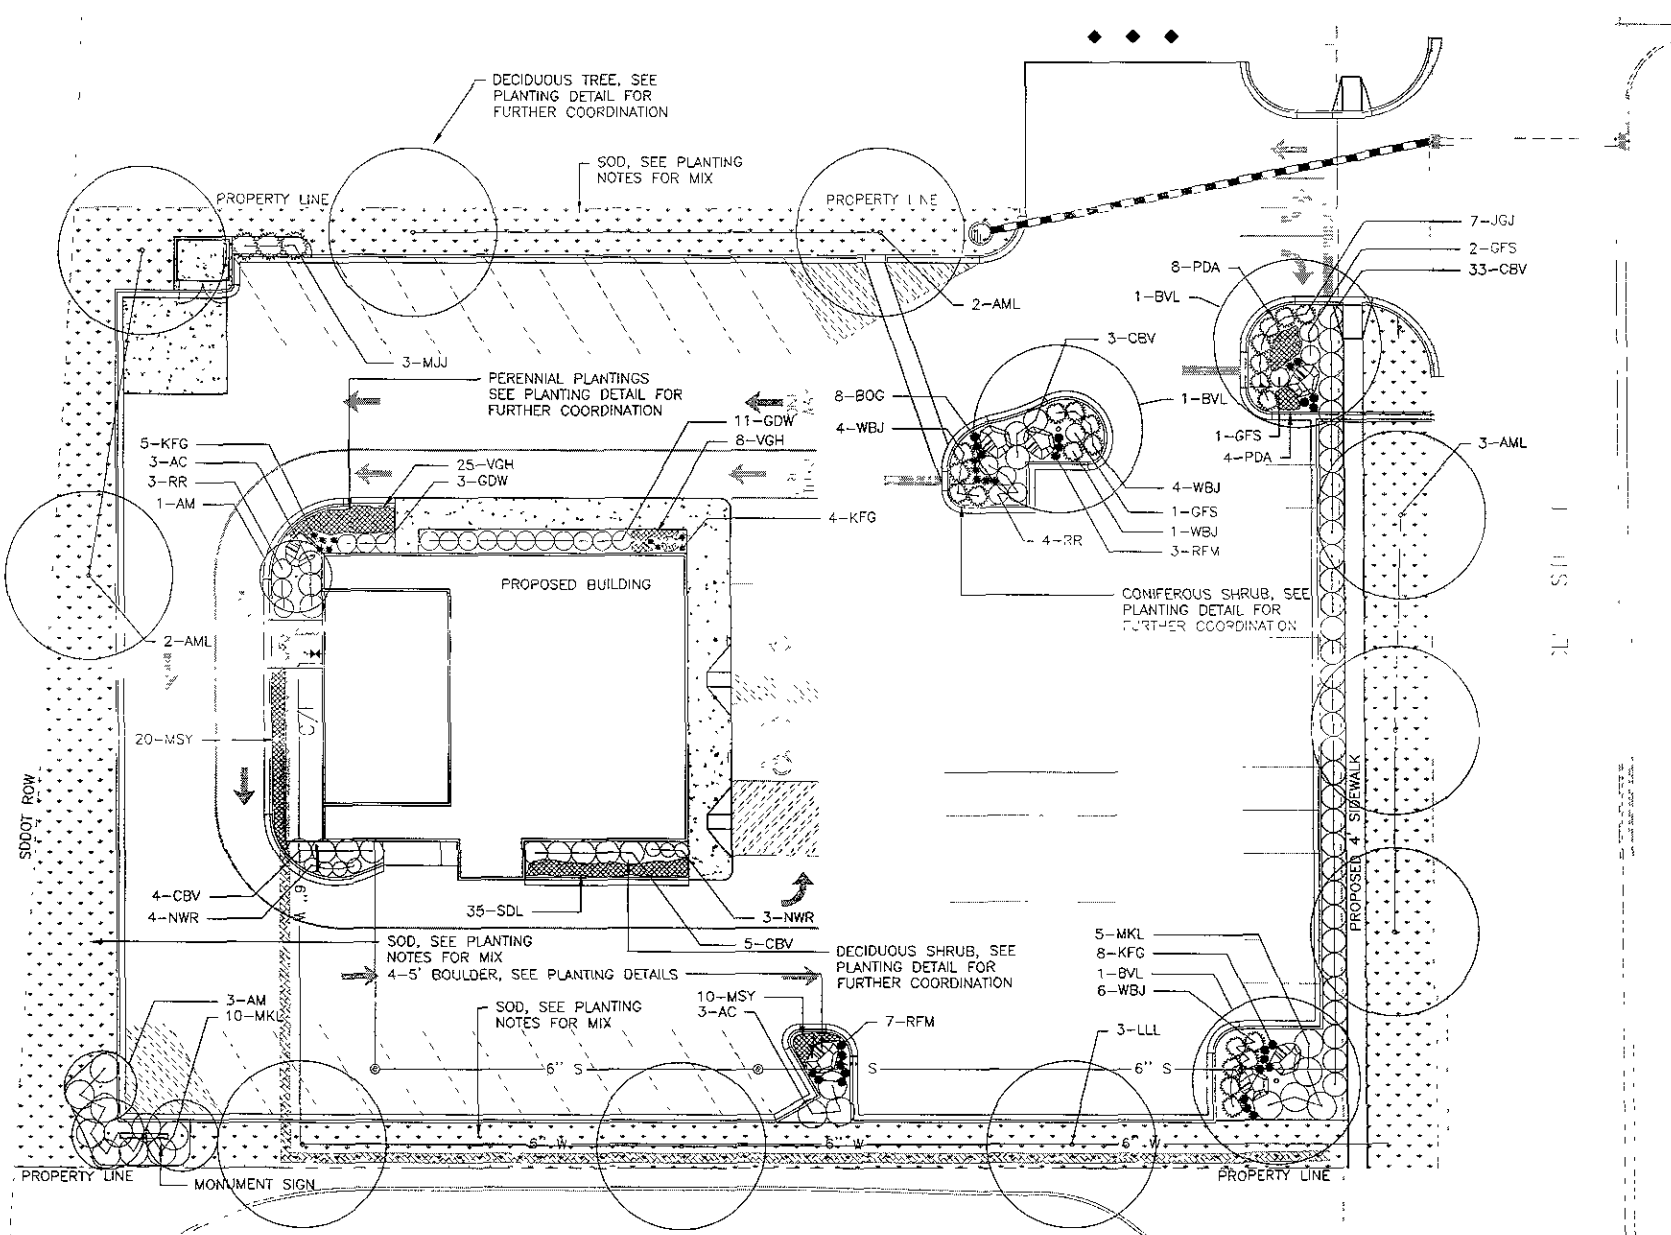 DECIDUOUS TREE, SEE
PLANTING DETAIL FOR
FURTHER COORDINATION
SOD, SEE PLANTING
NOTES FOR MIX
PROPERTY LINE
PROPERTY L NE
7-JGJ
2-GFS
33-CBV
8-PDA
1-BVL
2-AML
3-CBV
3-MJJ
PERENNIAL PLANTINGS
SEE PLANTING DETAIL FOR
FURTHER COORDINATION
8-BOG
1-BVL
11-GDW
4-WBJ
8-VGH
1-GFS
4-PDA
3-AML
5-KFG
3-AC
3-RR
1-AM
25-VGH
3-GDW
4-KFG
4-WBJ
1-GFS
1-WBJ
3-RFM
4-RR
PROPOSED BUILDING
CONIFEROUS SHRUB, SEE
PLANTING DETAIL FOR
FURTHER COORDINATION
2-AML
20-MSY
C/T
SDDOT ROW
PROPOSED 4' SIDEWALK
4-CBV
4-NWR
6" W
35-SDL
3-NWR
5-CBV
SOD, SEE PLANTING
NOTES FOR MIX
4-5' BOULDER, SEE PLANTING DETAILS
DECIDUOUS SHRUB, SEE
PLANTING DETAIL FOR
FURTHER COORDINATION
5-MKL
8-KFG
1-BVL
6-WBJ
3-AM
10-MKL
SOD, SEE PLANTING
NOTES FOR MIX
10-MSY
3-AC
7-RFM
3-LLL
6" S
S
6" S
6" W
6" W
6" W
PROPERTY LINE
MONUMENT SIGN
PROPERTY LINE